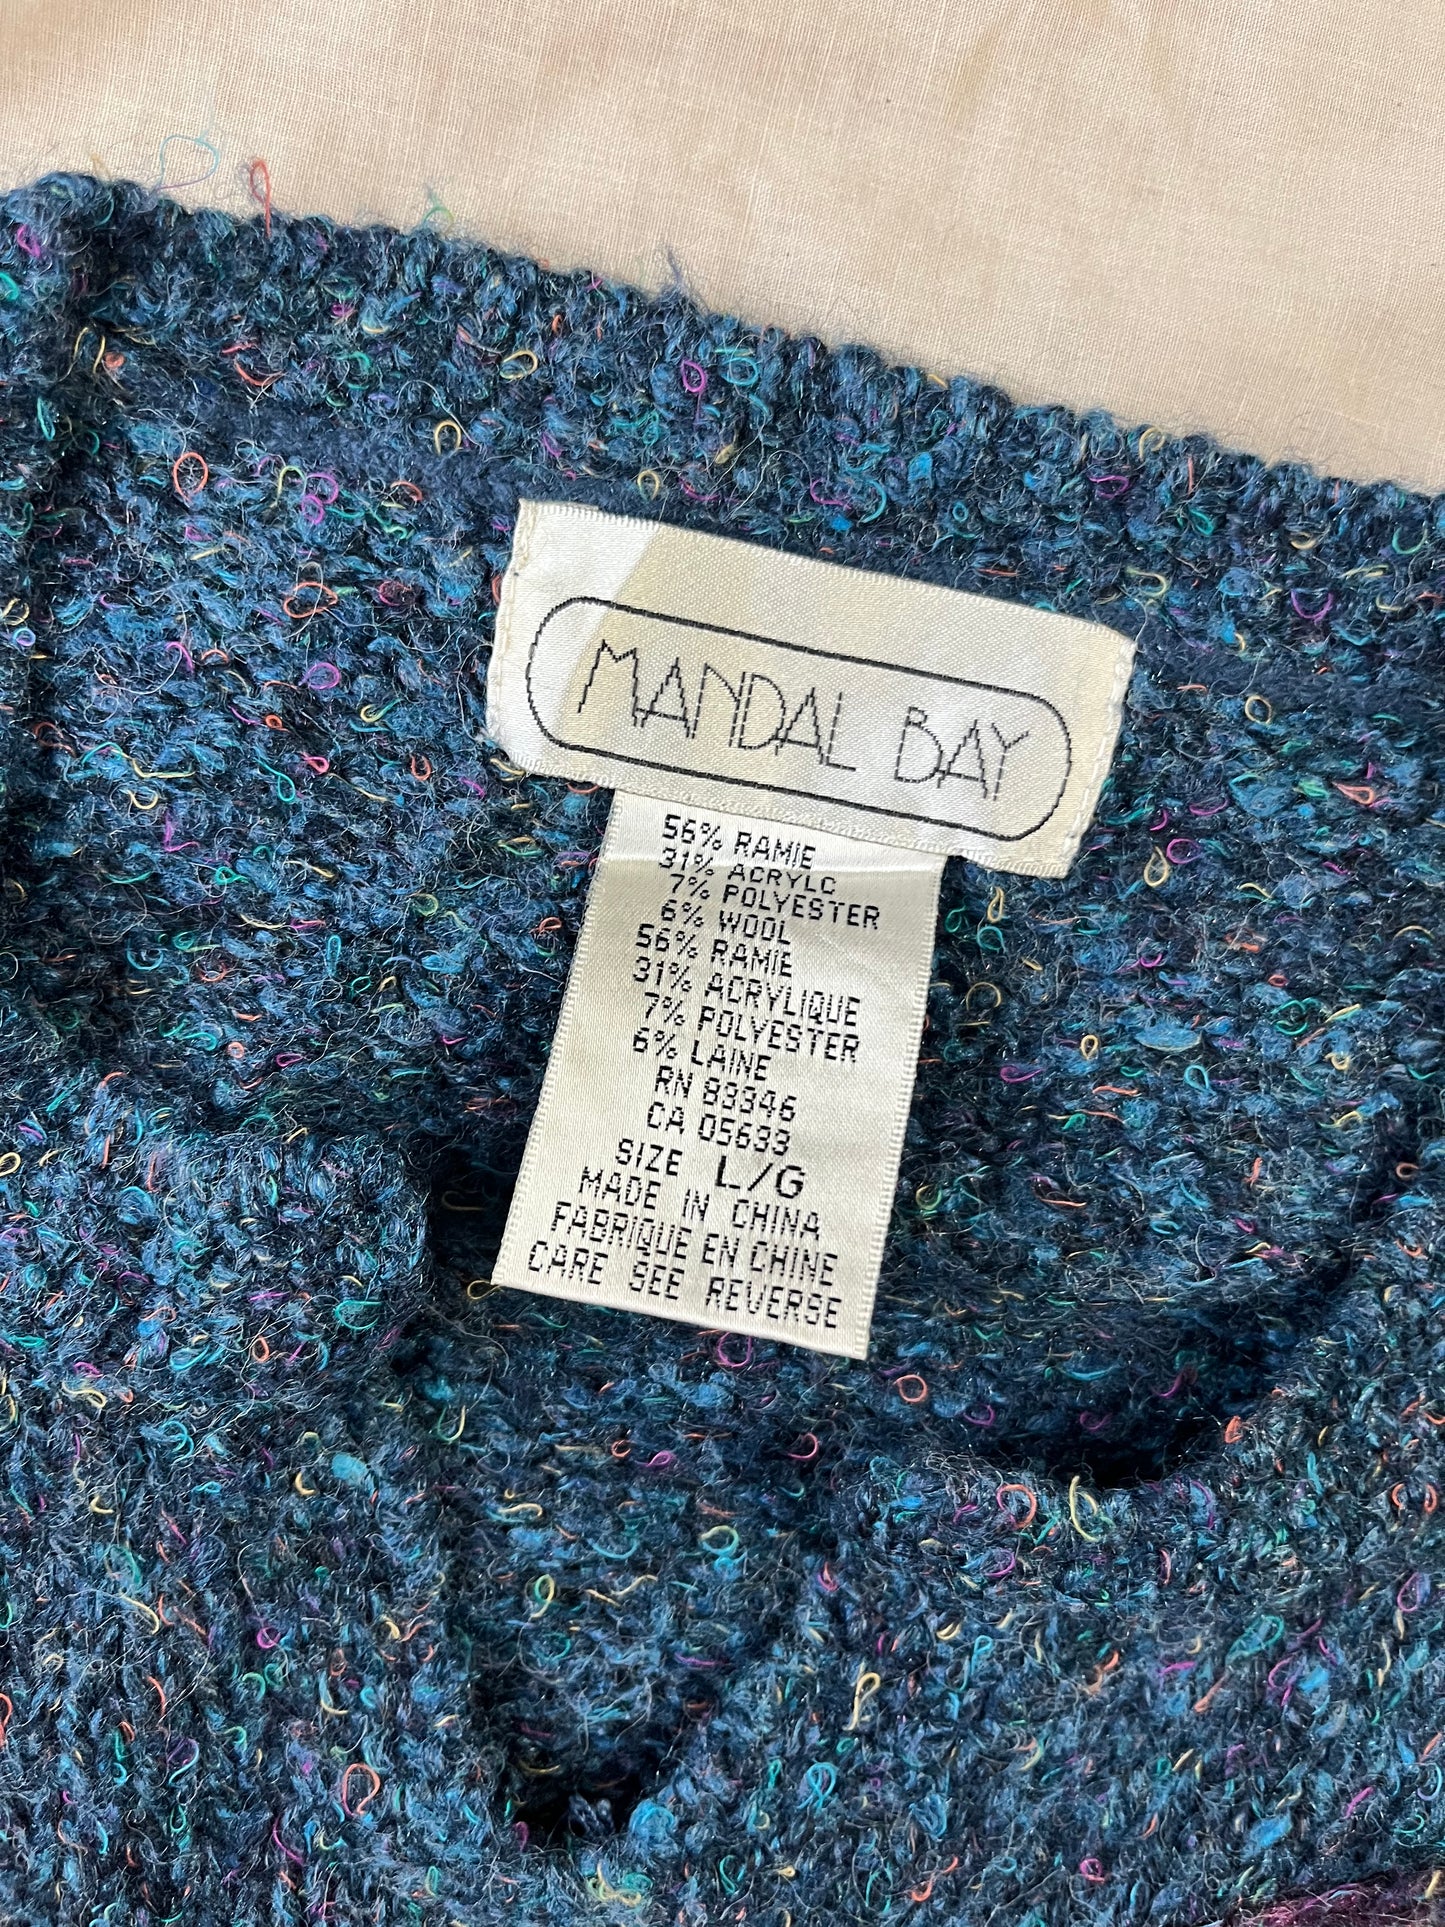 MANDAL BAY
56% RAMIE
31% ACRYLC
7% POLYESTER
6% WOOL
56% RAMIE
31% ACRYLIQUE
7% POLYESTER
6% LAINE
RN 83346
CA 05633
SIZE L/G
MADE IN CHINA
FABRIQUE EN CHINE
CARE SEE REVERSE